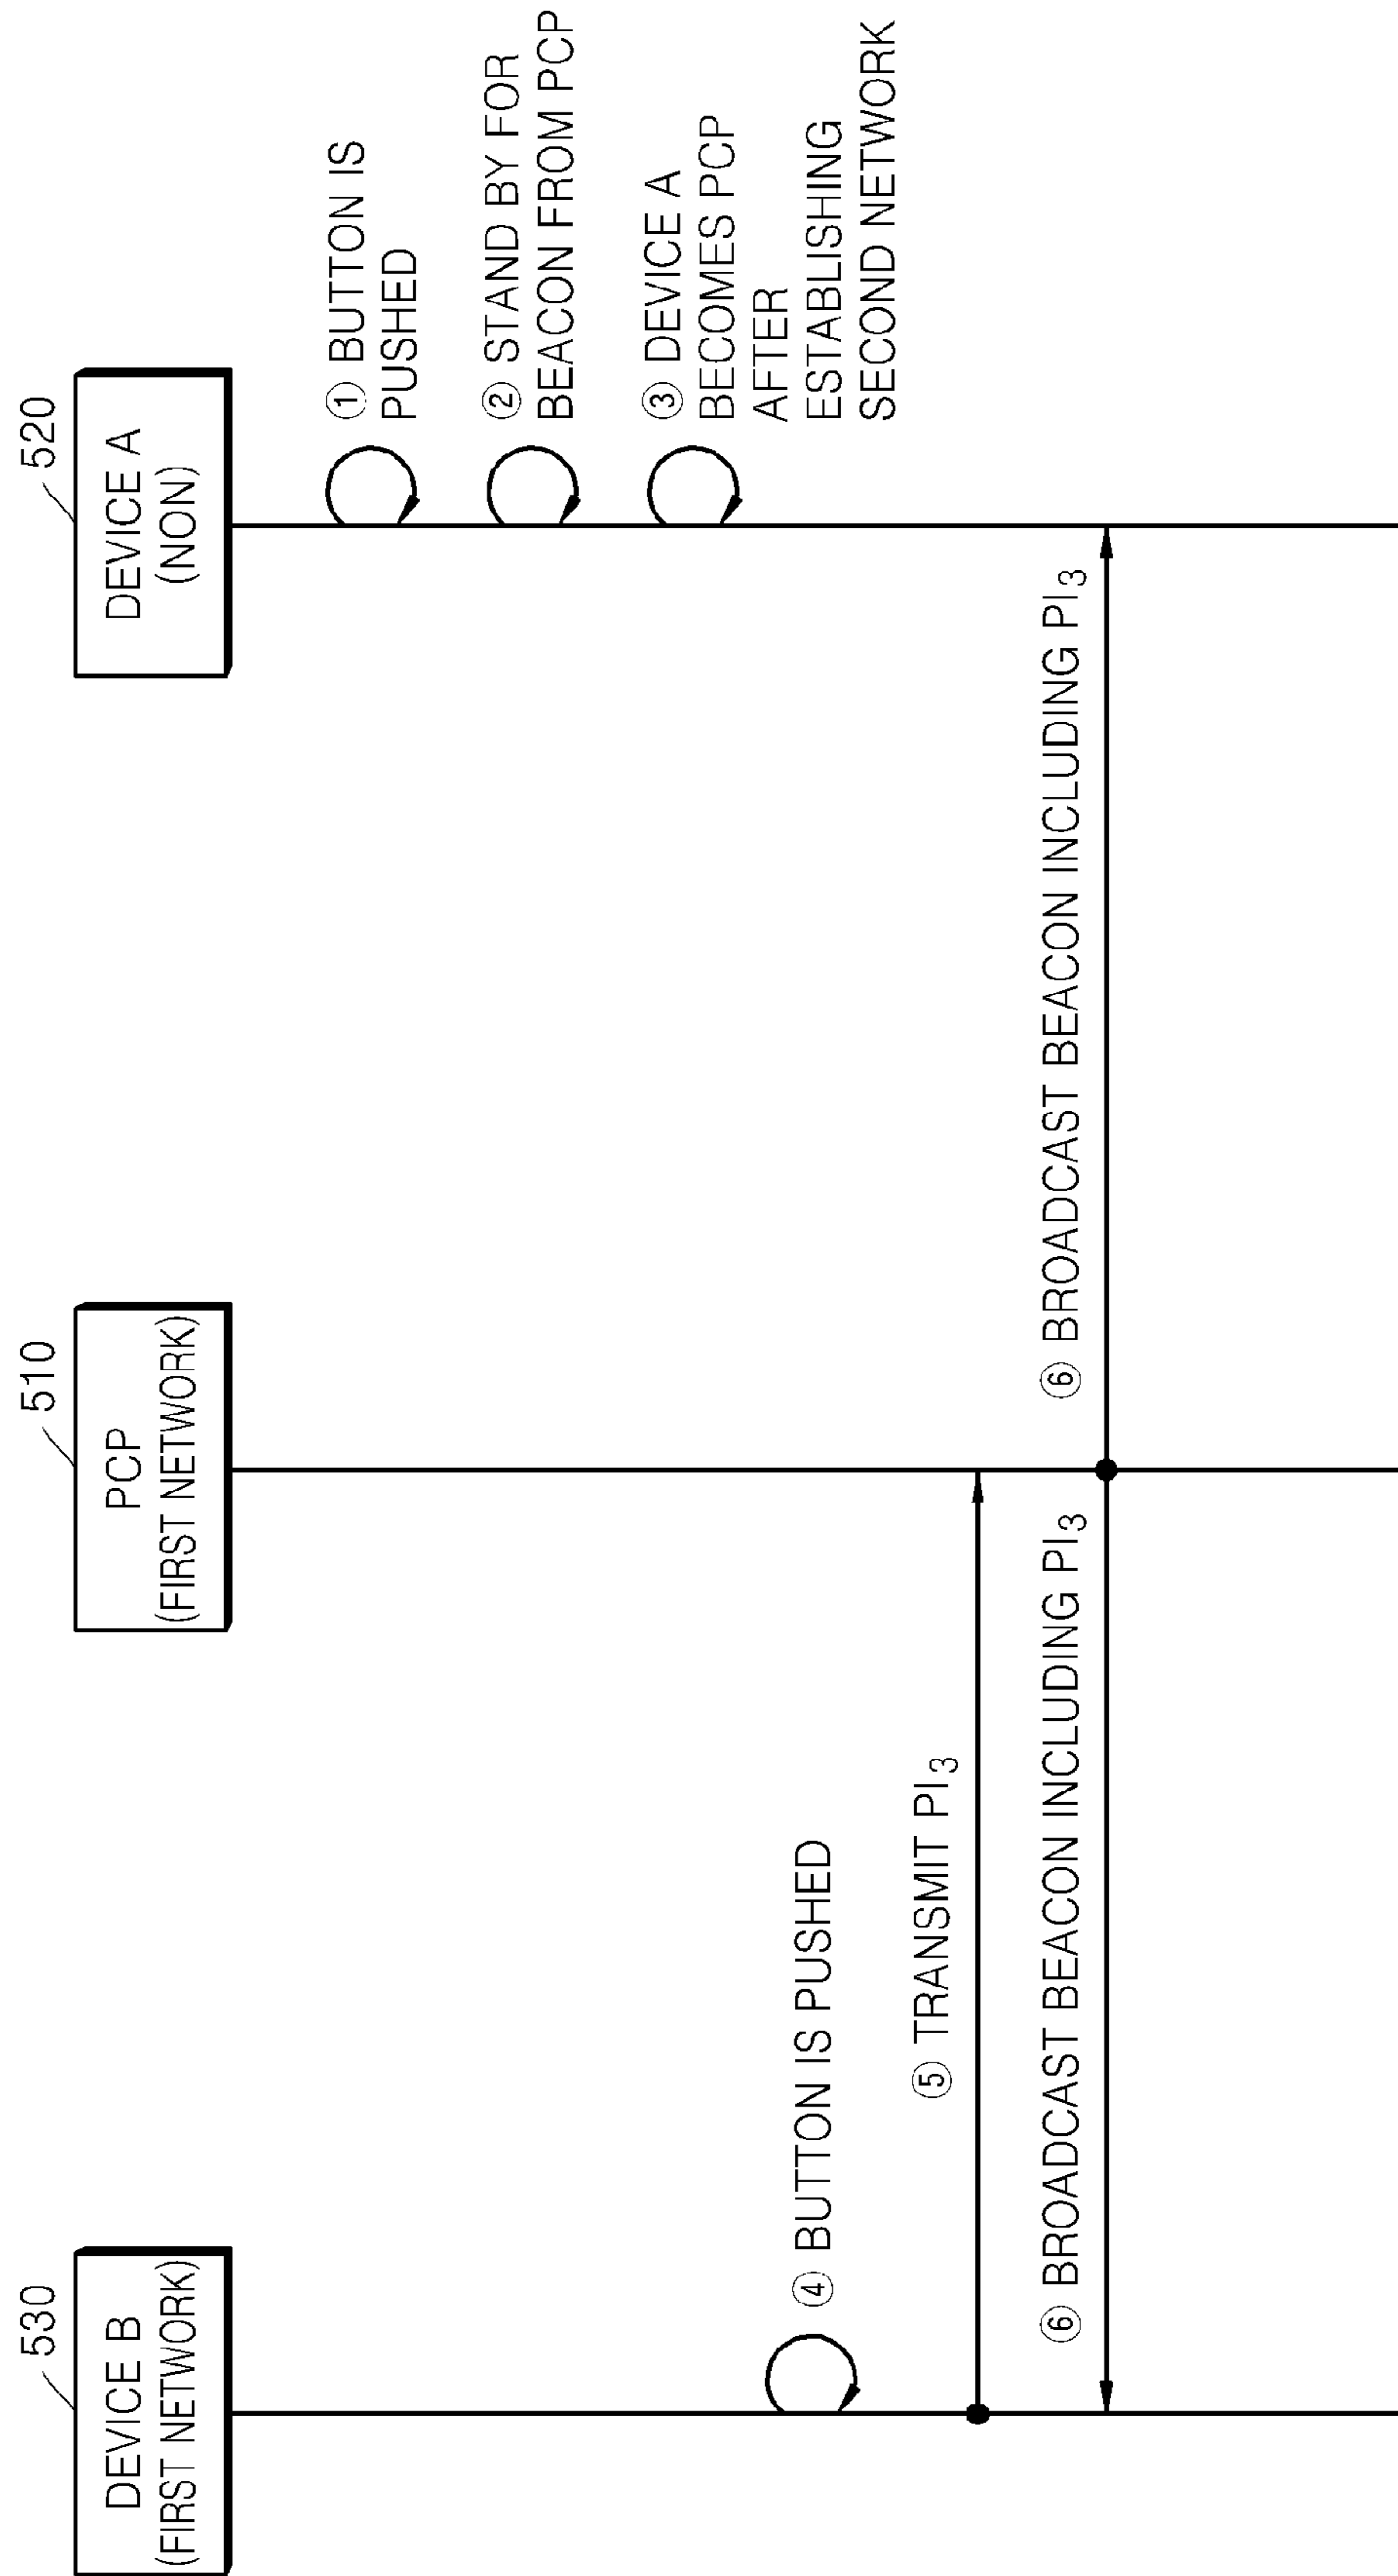 530
DEVICE B
(FIRST NETWORK)
510
PCP
(FIRST NETWORK)
520
DEVICE A
(NON)
① BUTTON IS
PUSHED
② STAND BY FOR
BEACON FROM PCP
③ DEVICE A
BECOMES PCP
AFTER
ESTABLISHING
SECOND NETWORK
④ BUTTON IS PUSHED
⑤ TRANSMIT PI₃
⑥ BROADCAST BEACON INCLUDING PI₃
⑥ BROADCAST BEACON INCLUDING PI₃